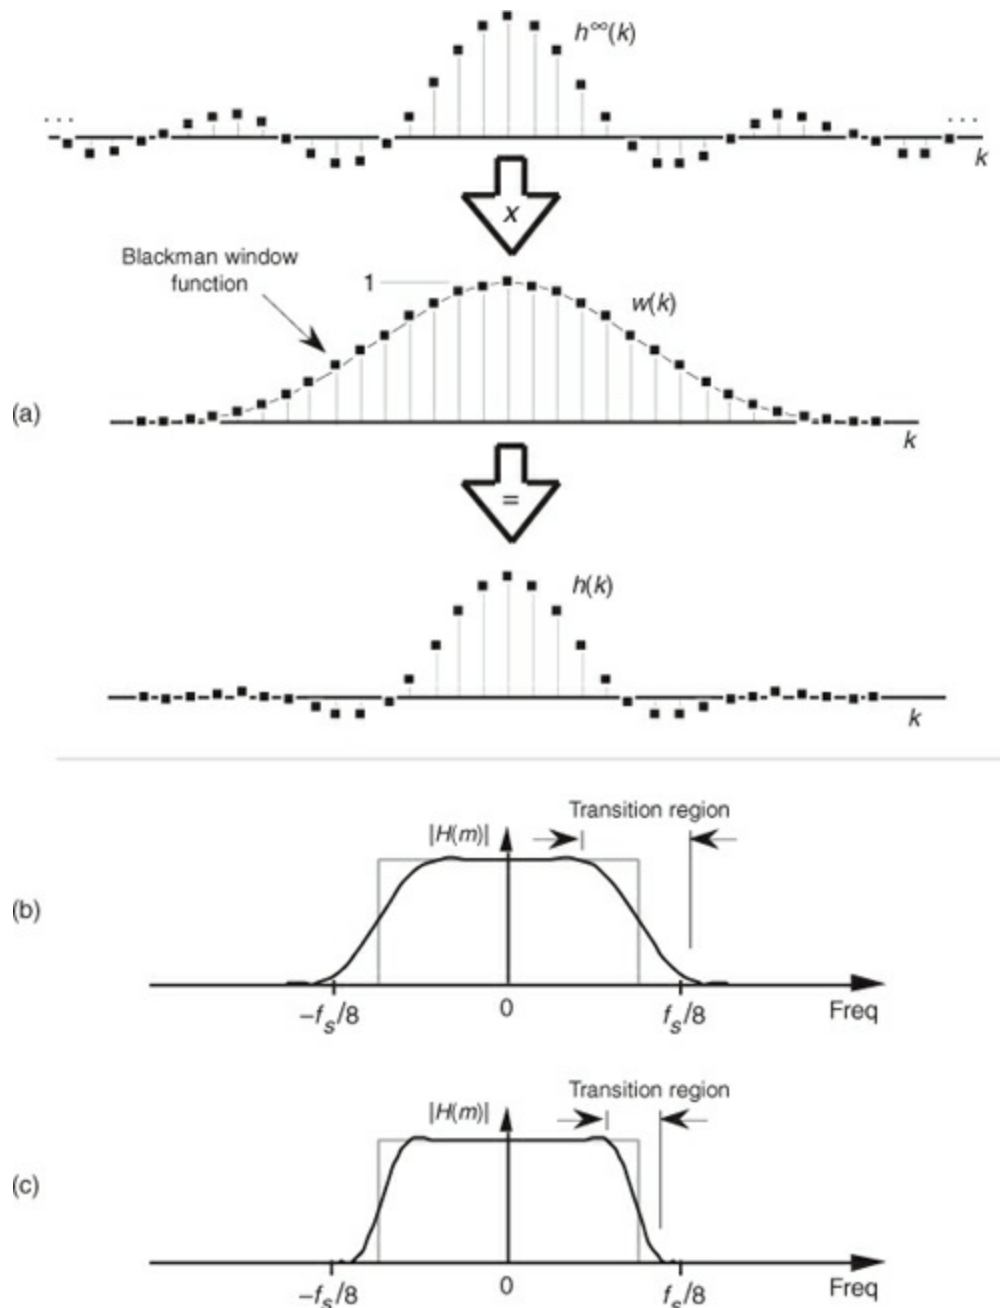 h∞(k)
... ...
k
x
Blackman window
function
1
w(k)
(a)
k
=
h(k)
k
Transition region
|H(m)|
(b)
−fs/8
0
fs/8
Freq
Transition region
|H(m)|
(c)
−fs/8
0
fs/8
Freq